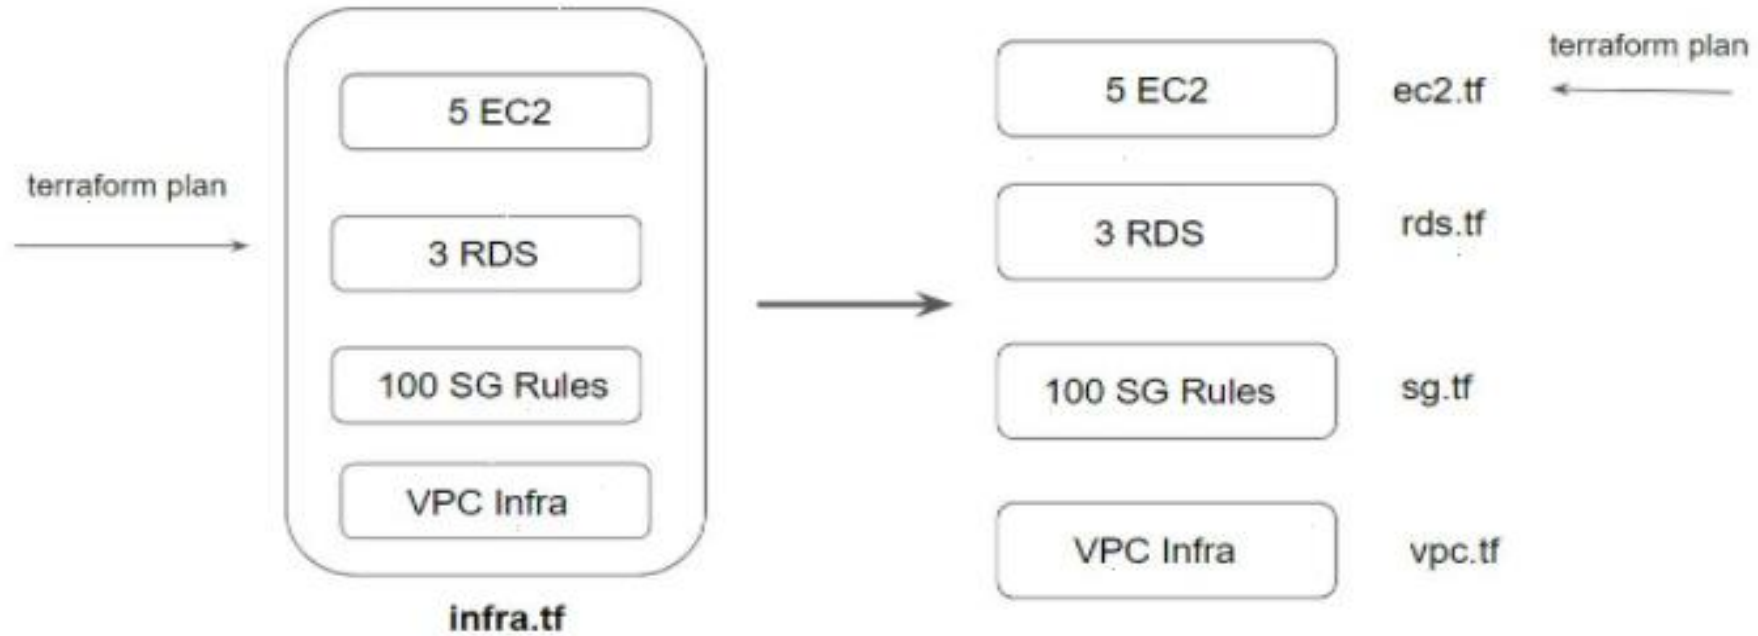 terraform plan
5 EC2
3 RDS
100 SG Rules
VPC Infra
infra.tf
5 EC2
ec2.tf
terraform plan
3 RDS
rds.tf
100 SG Rules
sg.tf
VPC Infra
vpc.tf